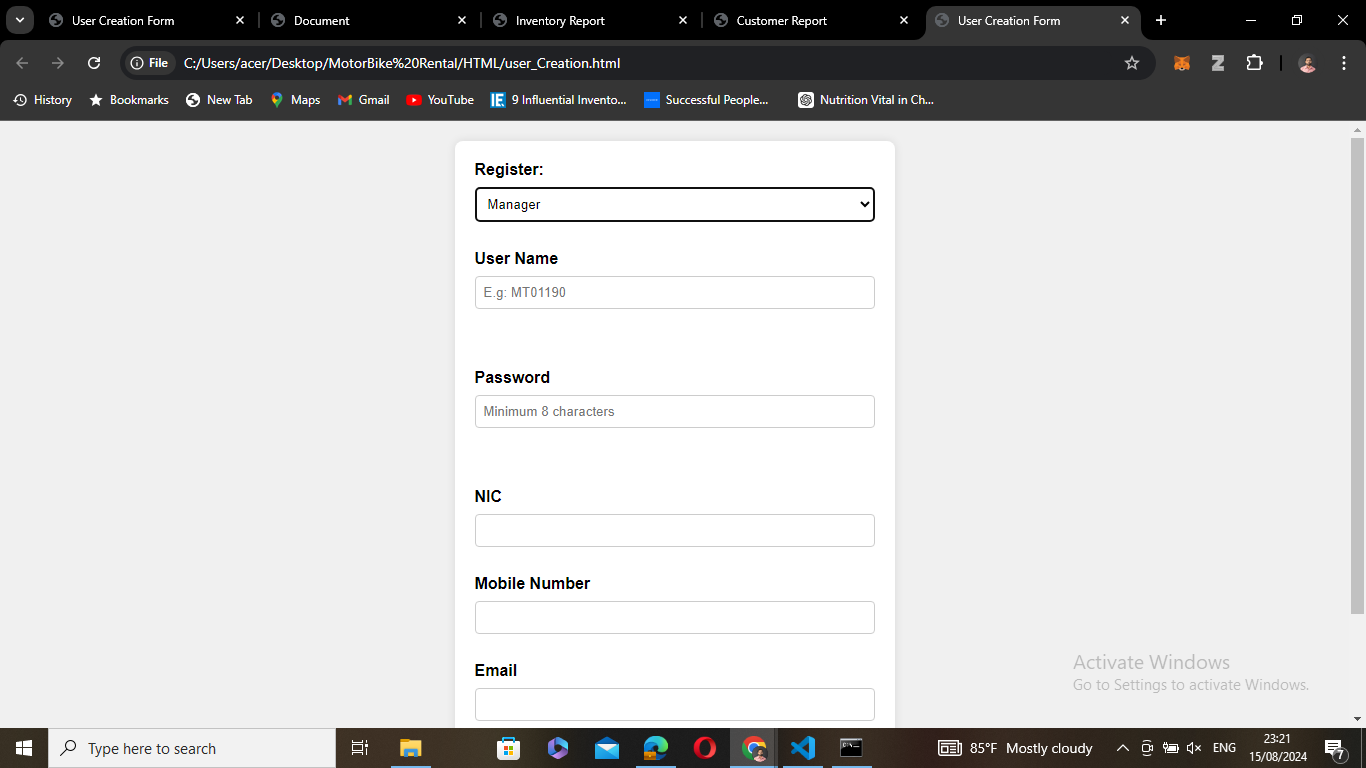 User Creation Form
Document
Inventory Report
Customer Report
User Creation Form
File C:/Users/acer/Desktop/MotorBike%20Rental/HTML/user_Creation.html
History
Bookmarks
New Tab
Maps
Gmail
YouTube
IE 9 Influential Invento...
Successful People...
Nutrition Vital in Ch...
Register:
Manager
User Name
E.g: MT01190
Password
Minimum 8 characters
NIC
Mobile Number
Email
Activate Windows
Go to Settings to activate Windows.
Type here to search
85°F Mostly cloudy
ENG
23:21
15/08/2024
7